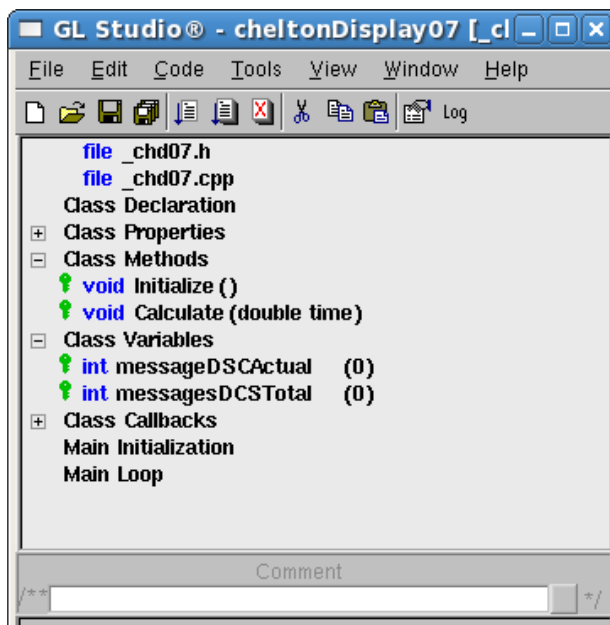 GL Studio® - cheltonDisplay07 [_cl
File Edit Code Tools View Window Help
Log
file _chd07.h
file _chd07.cpp
Class Declaration
Class Properties
Class Methods
void Initialize ()
void Calculate (double time)
Class Variables
int messageDSCActual (0)
int messagesDCSTotal (0)
Class Callbacks
Main Initialization
Main Loop
Comment
/** */